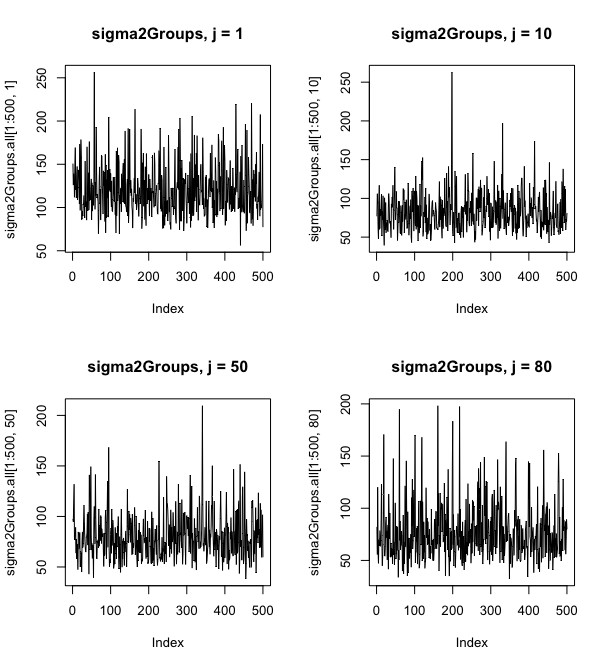 sigma2Groups, j = 1
sigma2Groups.all[1:500, 1]
250
200
150
100
50
0 100 200 300 400 500
Index
sigma2Groups, j = 10
sigma2Groups.all[1:500, 10]
250
200
150
100
50
0 100 200 300 400 500
Index
sigma2Groups, j = 50
sigma2Groups.all[1:500, 50]
200
150
100
50
0 100 200 300 400 500
Index
sigma2Groups, j = 80
sigma2Groups.all[1:500, 80]
200
150
100
50
0 100 200 300 400 500
Index